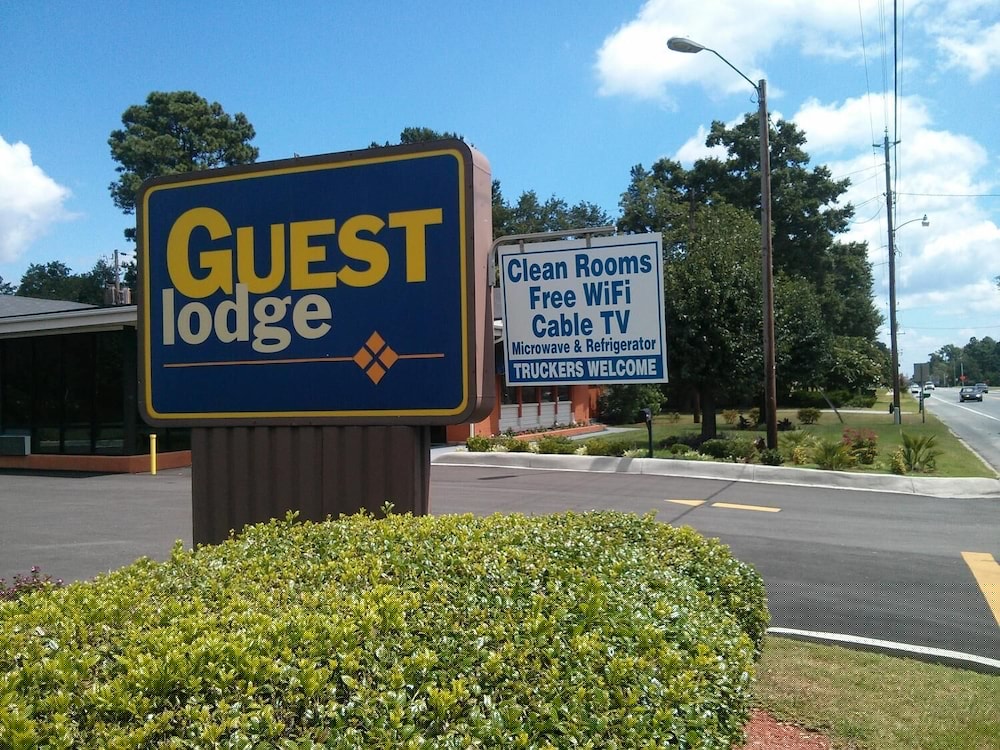 GUEST
lodge
Clean Rooms
Free WiFi
Cable TV
Microwave & Refrigerator
TRUCKERS WELCOME